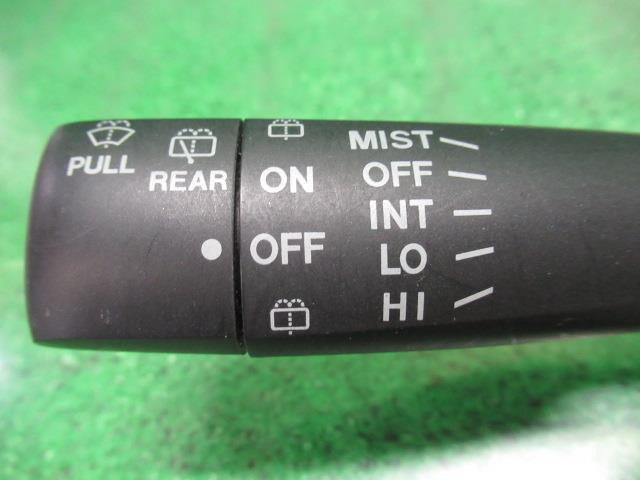 PULL
REAR
ON
OFF
MIST
OFF
INT
LO
HI